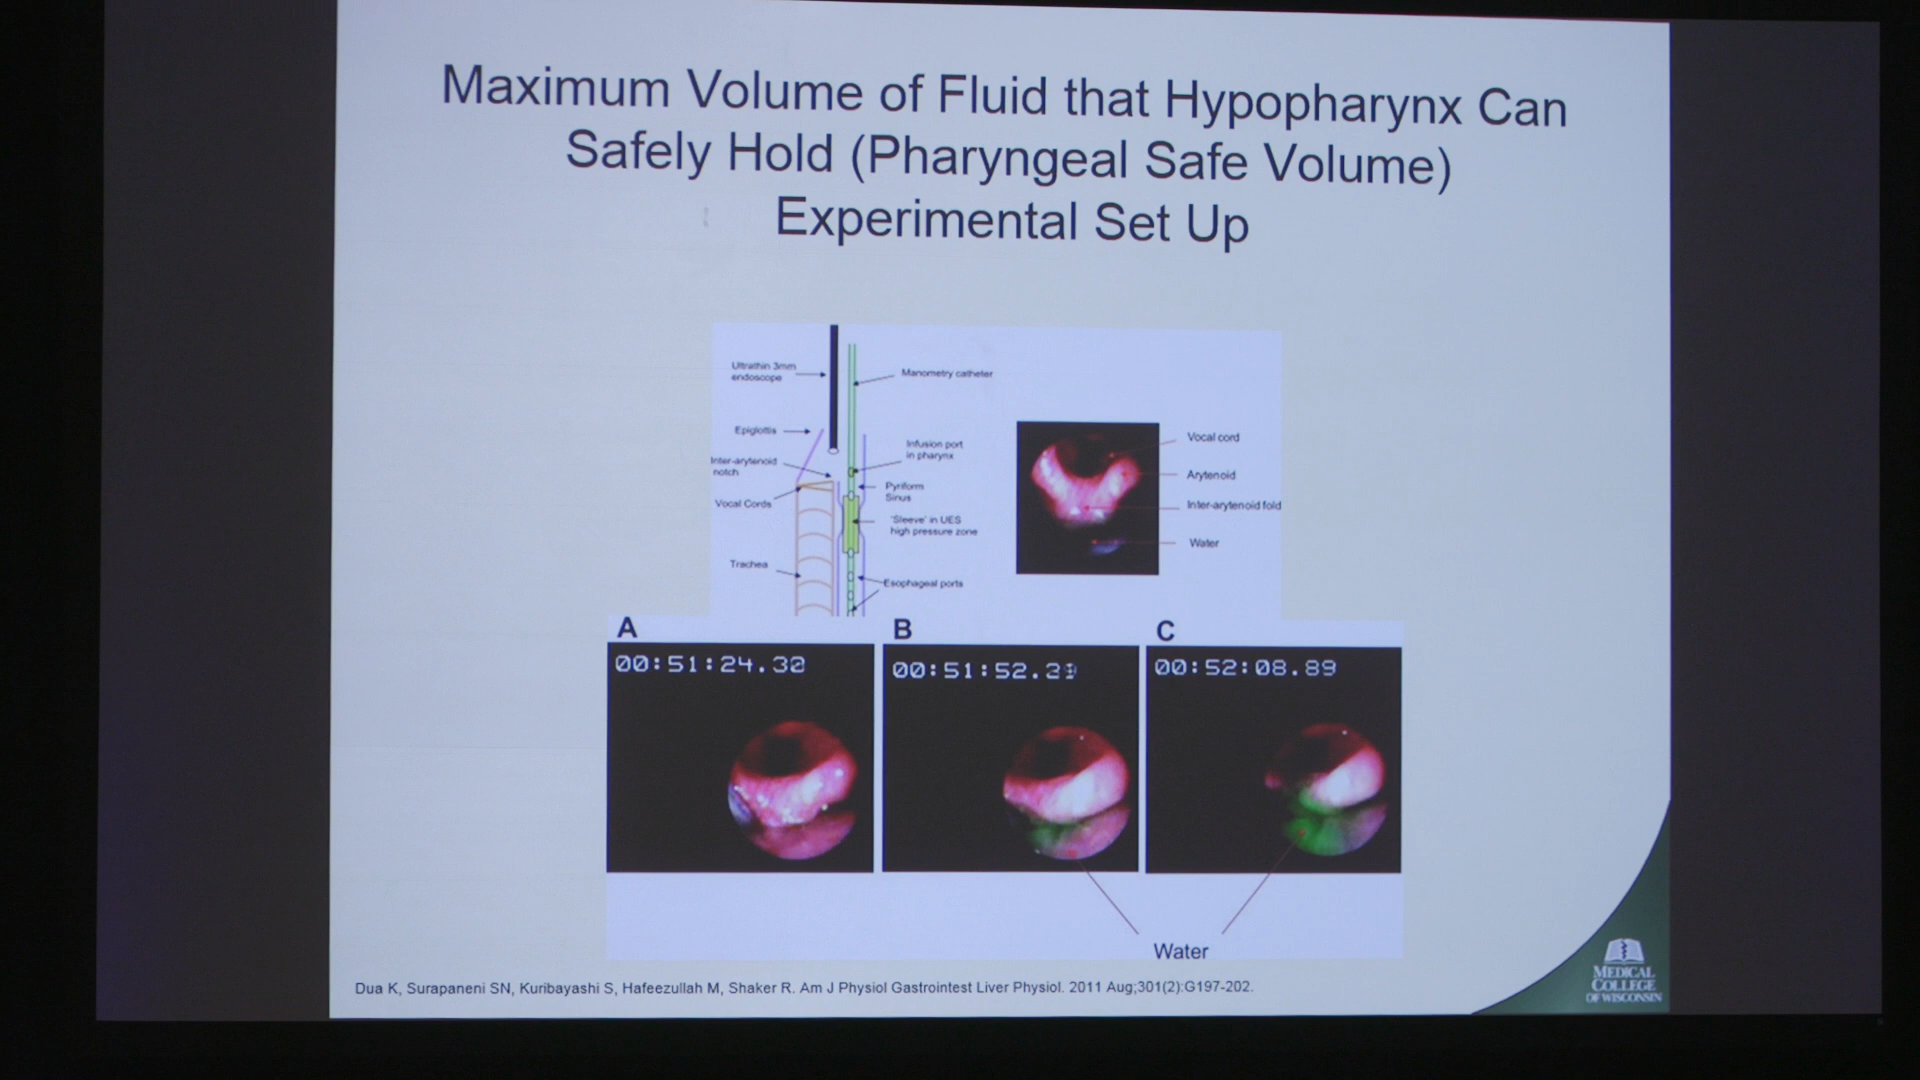 Maximum Volume of Fluid that Hypopharynx Can
Safely Hold (Pharyngeal Safe Volume)
Experimental Set Up
Ultrathin 3mm
endoscope
Manometry catheter
Epiglottis
Infusion port
in pharynx
Inter-arytenoid
notch
Pyriform
Sinus
Vocal Cords
'Sleeve' in UES
high pressure zone
Trachea
Esophageal ports
Vocal cord
Arytenoid
Inter-arytenoid fold
Water
A
B
C
00:51:24.32
00:51:52.
00:52:08.89
Water
Dua K, Surapaneni SN, Kuribayashi S, Hafeezullah M, Shaker R. Am J Physiol Gastrointest Liver Physiol. 2011 Aug;301(2):G197-202.
MEDICAL
COLLEGE
OF WISCONSIN